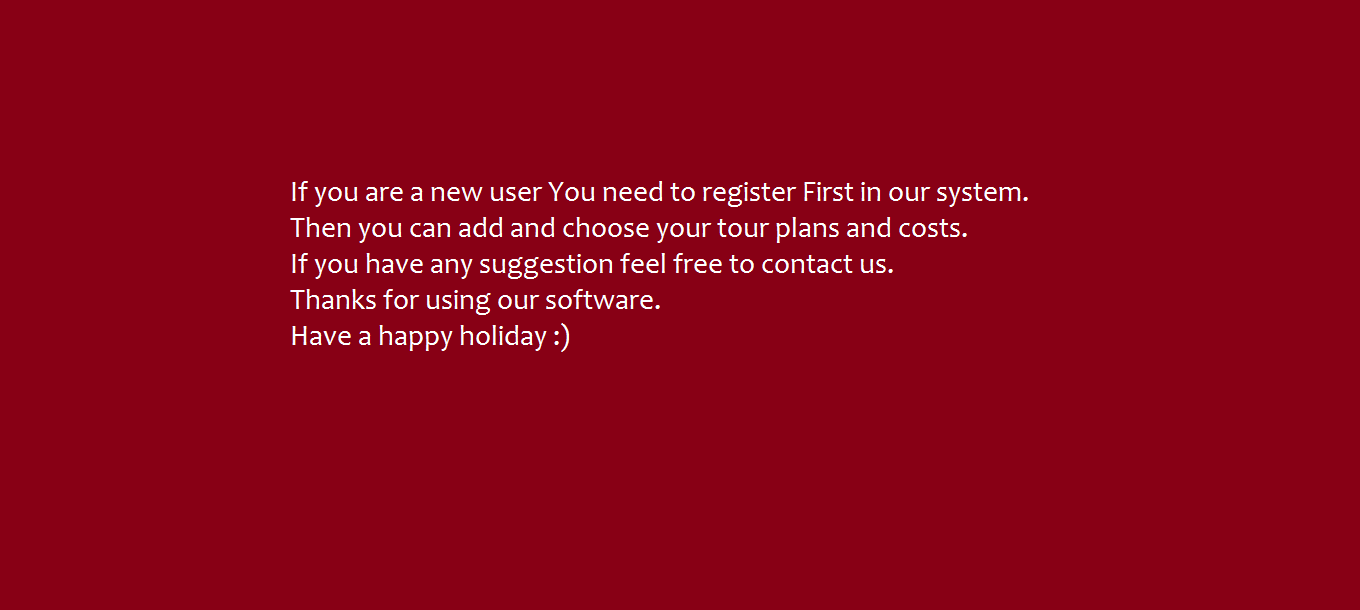 If you are a new user You need to register First in our system.
Then you can add and choose your tour plans and costs.
If you have any suggestion feel free to contact us.
Thanks for using our software.
Have a happy holiday :)